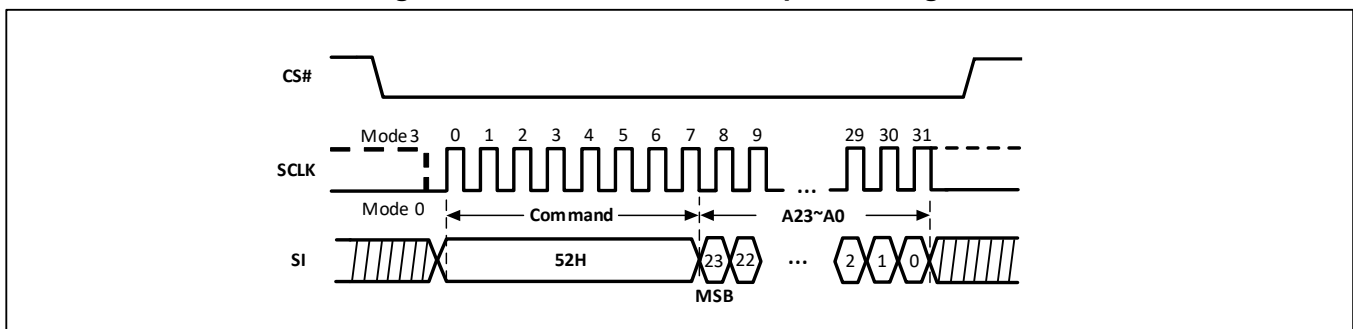 CS#
Mode 3 0 1 2 3 4 5 6 7 8 9 29 30 31
SCLK ...
Mode 0 Command A23~A0
SI 52H 23 22 ... 2 1 0
MSB